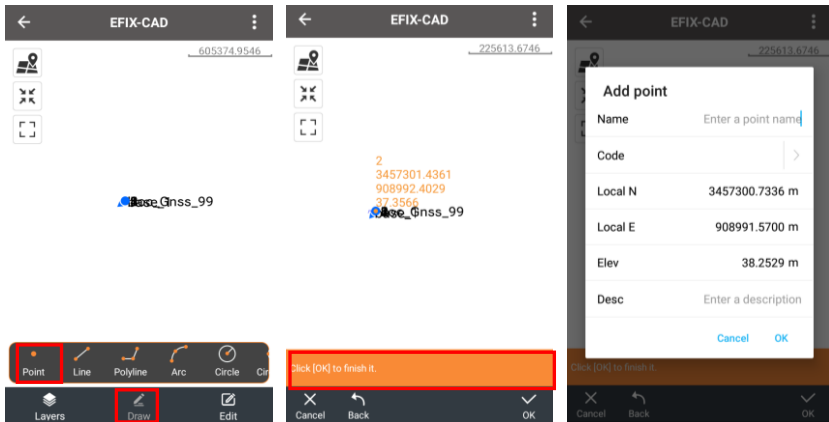 EFIX-CAD
605374.9546
Gnss_99
Point
Line
Polyline
Arc
Circle
Cir
Layers
Draw
Edit
EFIX-CAD
225613.6746
2
3457301.4361
908992.4029
37.3566
Gnss_99
Click [OK] to finish it.
Cancel
Back
OK
EFIX-CAD
225613.6746
Add point
Name Enter a point name
Code
Local N 3457300.7336 m
Local E 908991.5700 m
Elev 38.2529 m
Desc Enter a description
Cancel OK
Click [OK] to finish it.
Cancel
Back
OK